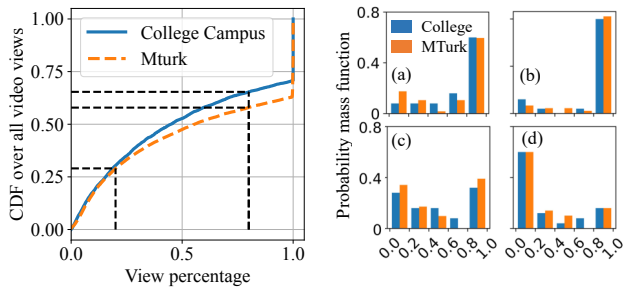 1.00
0.75
0.50
0.25
0.00
CDF over all video views
College Campus
Mturk
0.0
0.5
1.0
View percentage
Probability mass function
0.8
0.4
0
College
MTurk
(a)
(b)
0.8
0.4
0
(c)
(d)
0.0
0.2
0.4
0.6
0.8
1.0
0.0
0.2
0.4
0.6
0.8
1.0